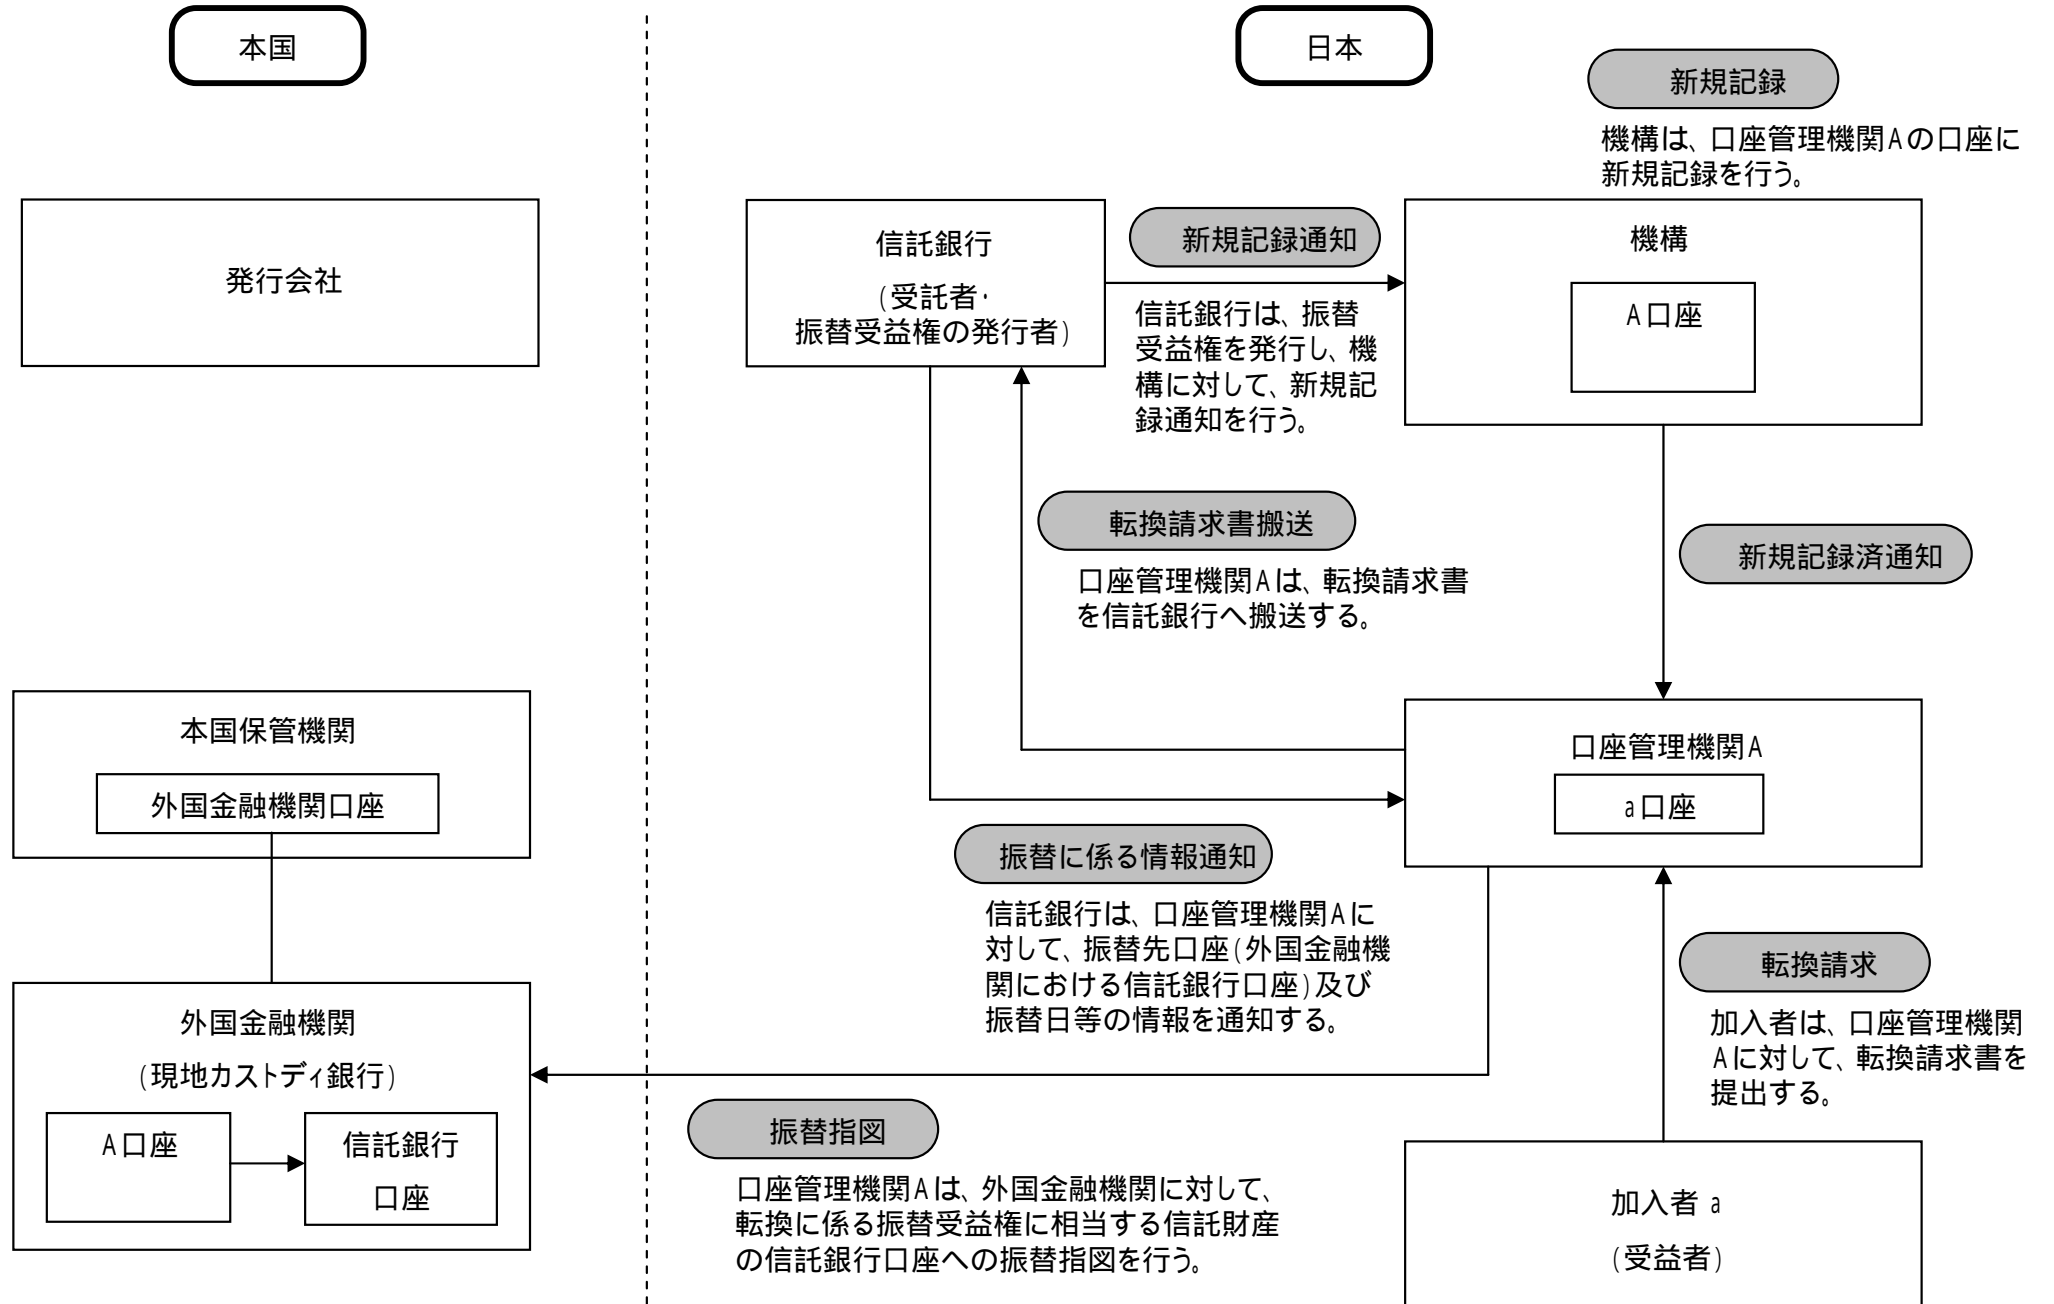 本国
日本
新規記録
機構は、口座管理機関Aの口座に
新規記録を行う。
発行会社
信託銀行
(受託者・
振替受益権の発行者)
新規記録通知
信託銀行は、振替
受益権を発行し、機
構に対して、新規記
録通知を行う。
機構
A口座
転換請求書搬送
口座管理機関Aは、転換請求書
を信託銀行へ搬送する。
新規記録済通知
本国保管機関
外国金融機関口座
口座管理機関A
a口座
振替に係る情報通知
信託銀行は、口座管理機関Aに
対して、振替先口座(外国金融機
関における信託銀行口座)及び
振替日等の情報を通知する。
転換請求
加入者は、口座管理機関
Aに対して、転換請求書を
提出する。
外国金融機関
(現地カストディ銀行)
A口座
信託銀行
口座
振替指図
口座管理機関Aは、外国金融機関に対して、
転換に係る振替受益権に相当する信託財産
の信託銀行口座への振替指図を行う。
加入者 a
(受益者)